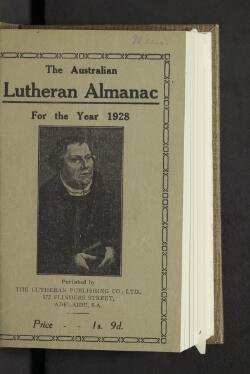 The Australian
Lutheran Almanac
For the Year 1928
Published by
THE LUTHERAN PUBLISHING CO., LTD.,
172 FLINDERS STREET,
ADELAIDE, S.A.
Price - - 1s. 9d.